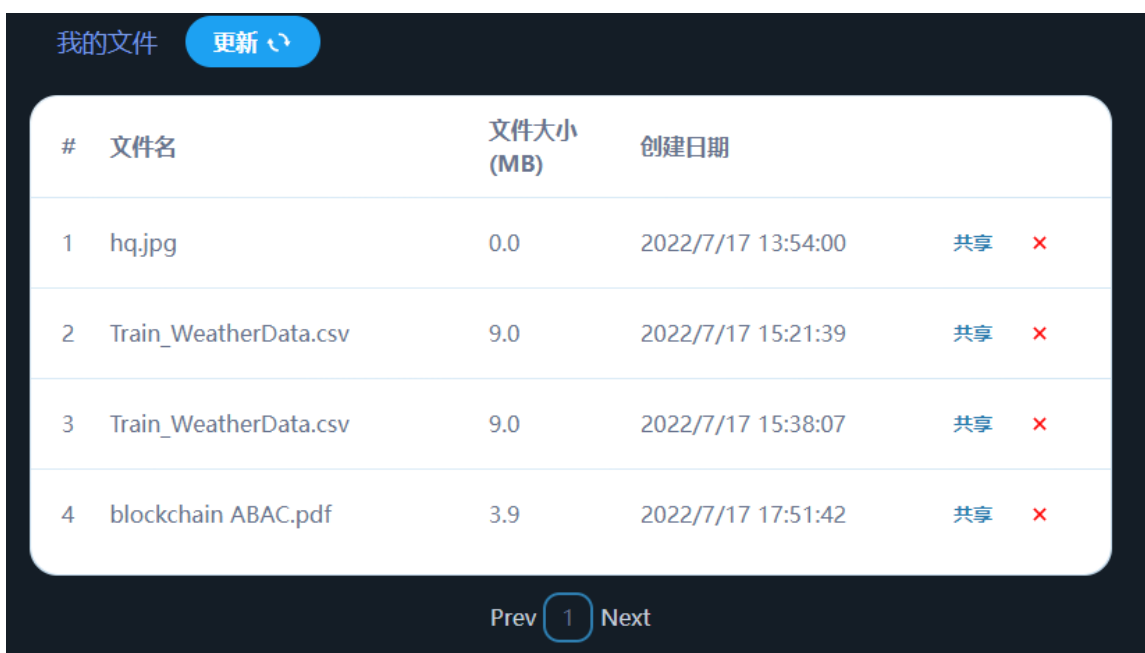 我的文件 更新
# 文件名 文件大小 (MB) 创建日期
1 hq.jpg 0.0 2022/7/17 13:54:00 共享 ×
2 Train_WeatherData.csv 9.0 2022/7/17 15:21:39 共享 ×
3 Train_WeatherData.csv 9.0 2022/7/17 15:38:07 共享 ×
4 blockchain ABAC.pdf 3.9 2022/7/17 17:51:42 共享 ×
Prev 1 Next